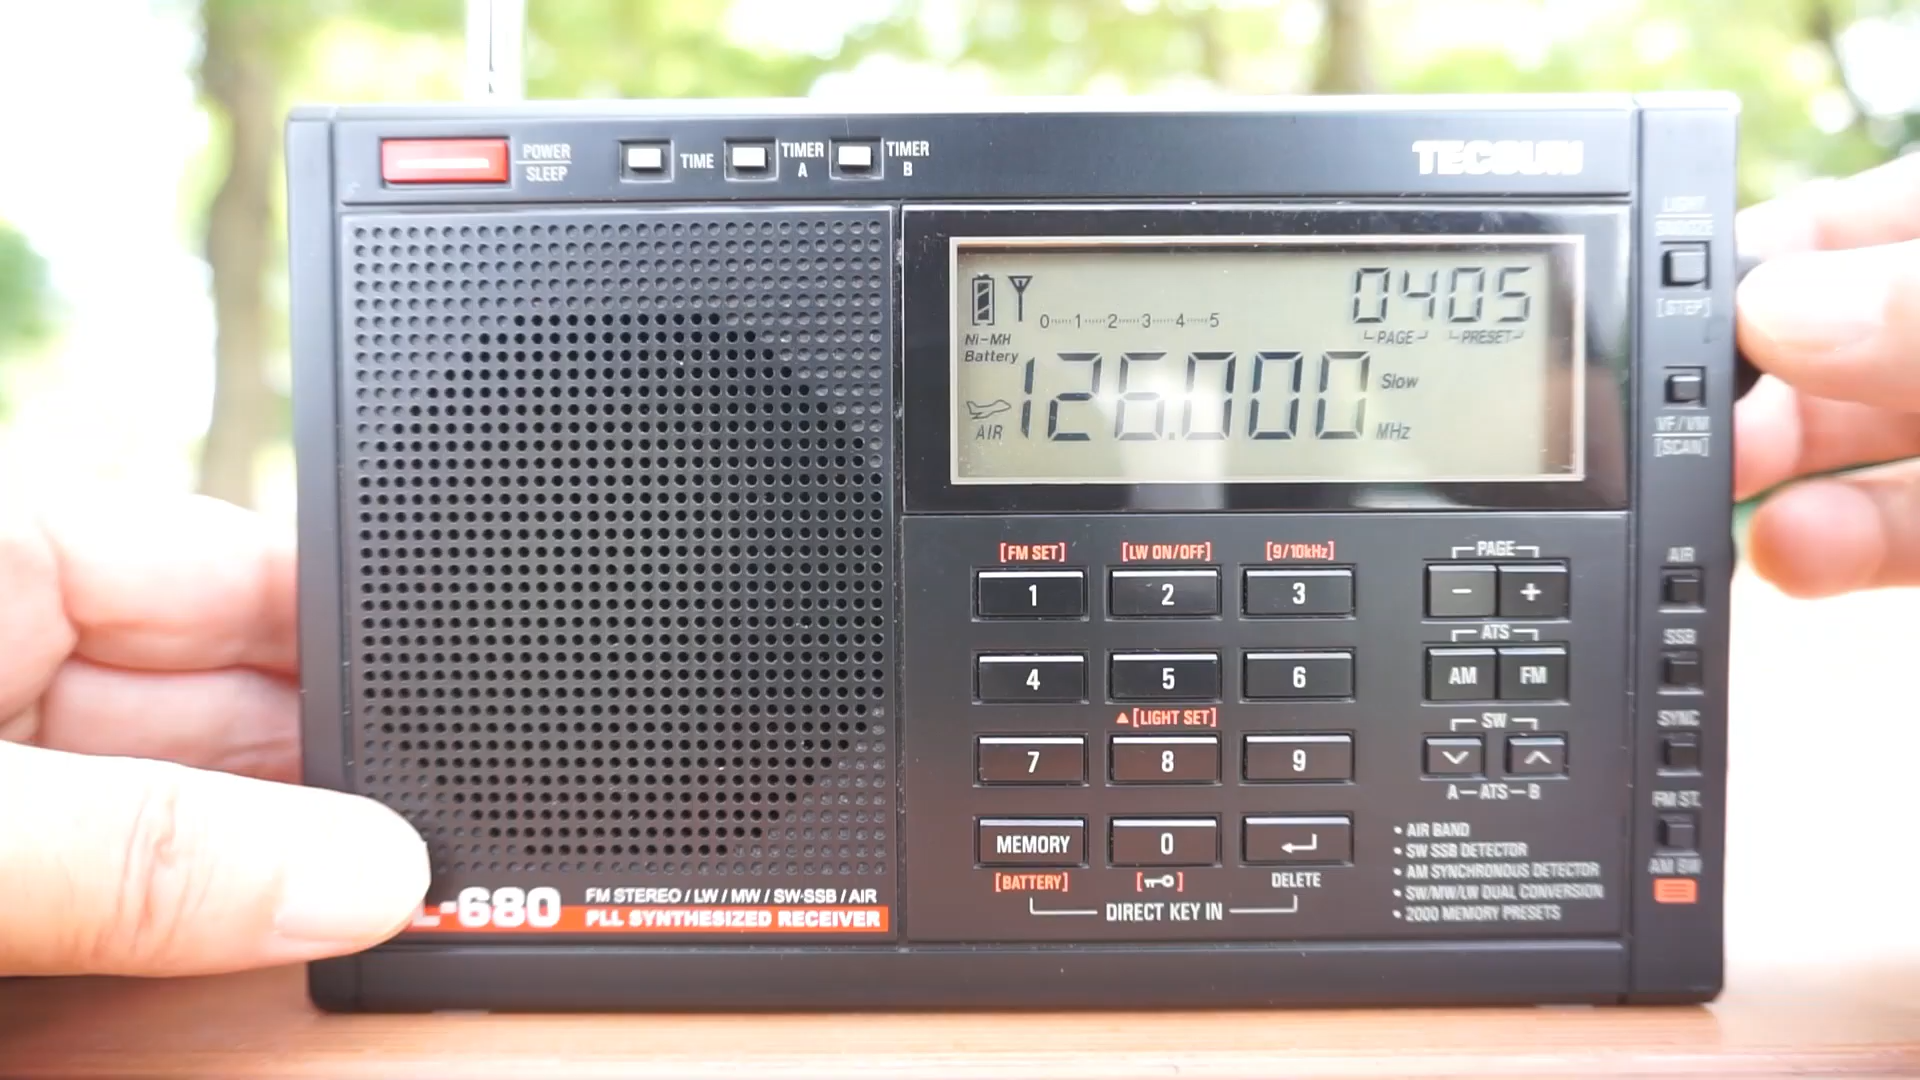 POWER
SLEEP
TIME
TIMER
A
TIMER
B
TECSUN
LIGHT
SNOOZE
[STEP]
0405
0 1 2 3 4 5
PAGE PRESET
Ni-MH
Battery
126.000 Slow
AIR MHz
VF/VM
[SCAN]
[FM SET] [LW ON/OFF] [9/10kHz] PAGE
1 2 3 - +
AIR
ATS
SSB
4 5 6 AM FM
▲[LIGHT SET] SW
SYNC
7 8 9
A-ATS-B
FM ST.
MEMORY 0
AM SW
[BATTERY] DELETE
DIRECT KEY IN
• AIR BAND
• SW SSB DETECTOR
• AM SYNCHRONOUS DETECTOR
• SW/MW/LW DUAL CONVERSION
• 2000 MEMORY PRESETS
L-680 FM STEREO / LW / MW / SW-SSB / AIR
PLL SYNTHESIZED RECEIVER